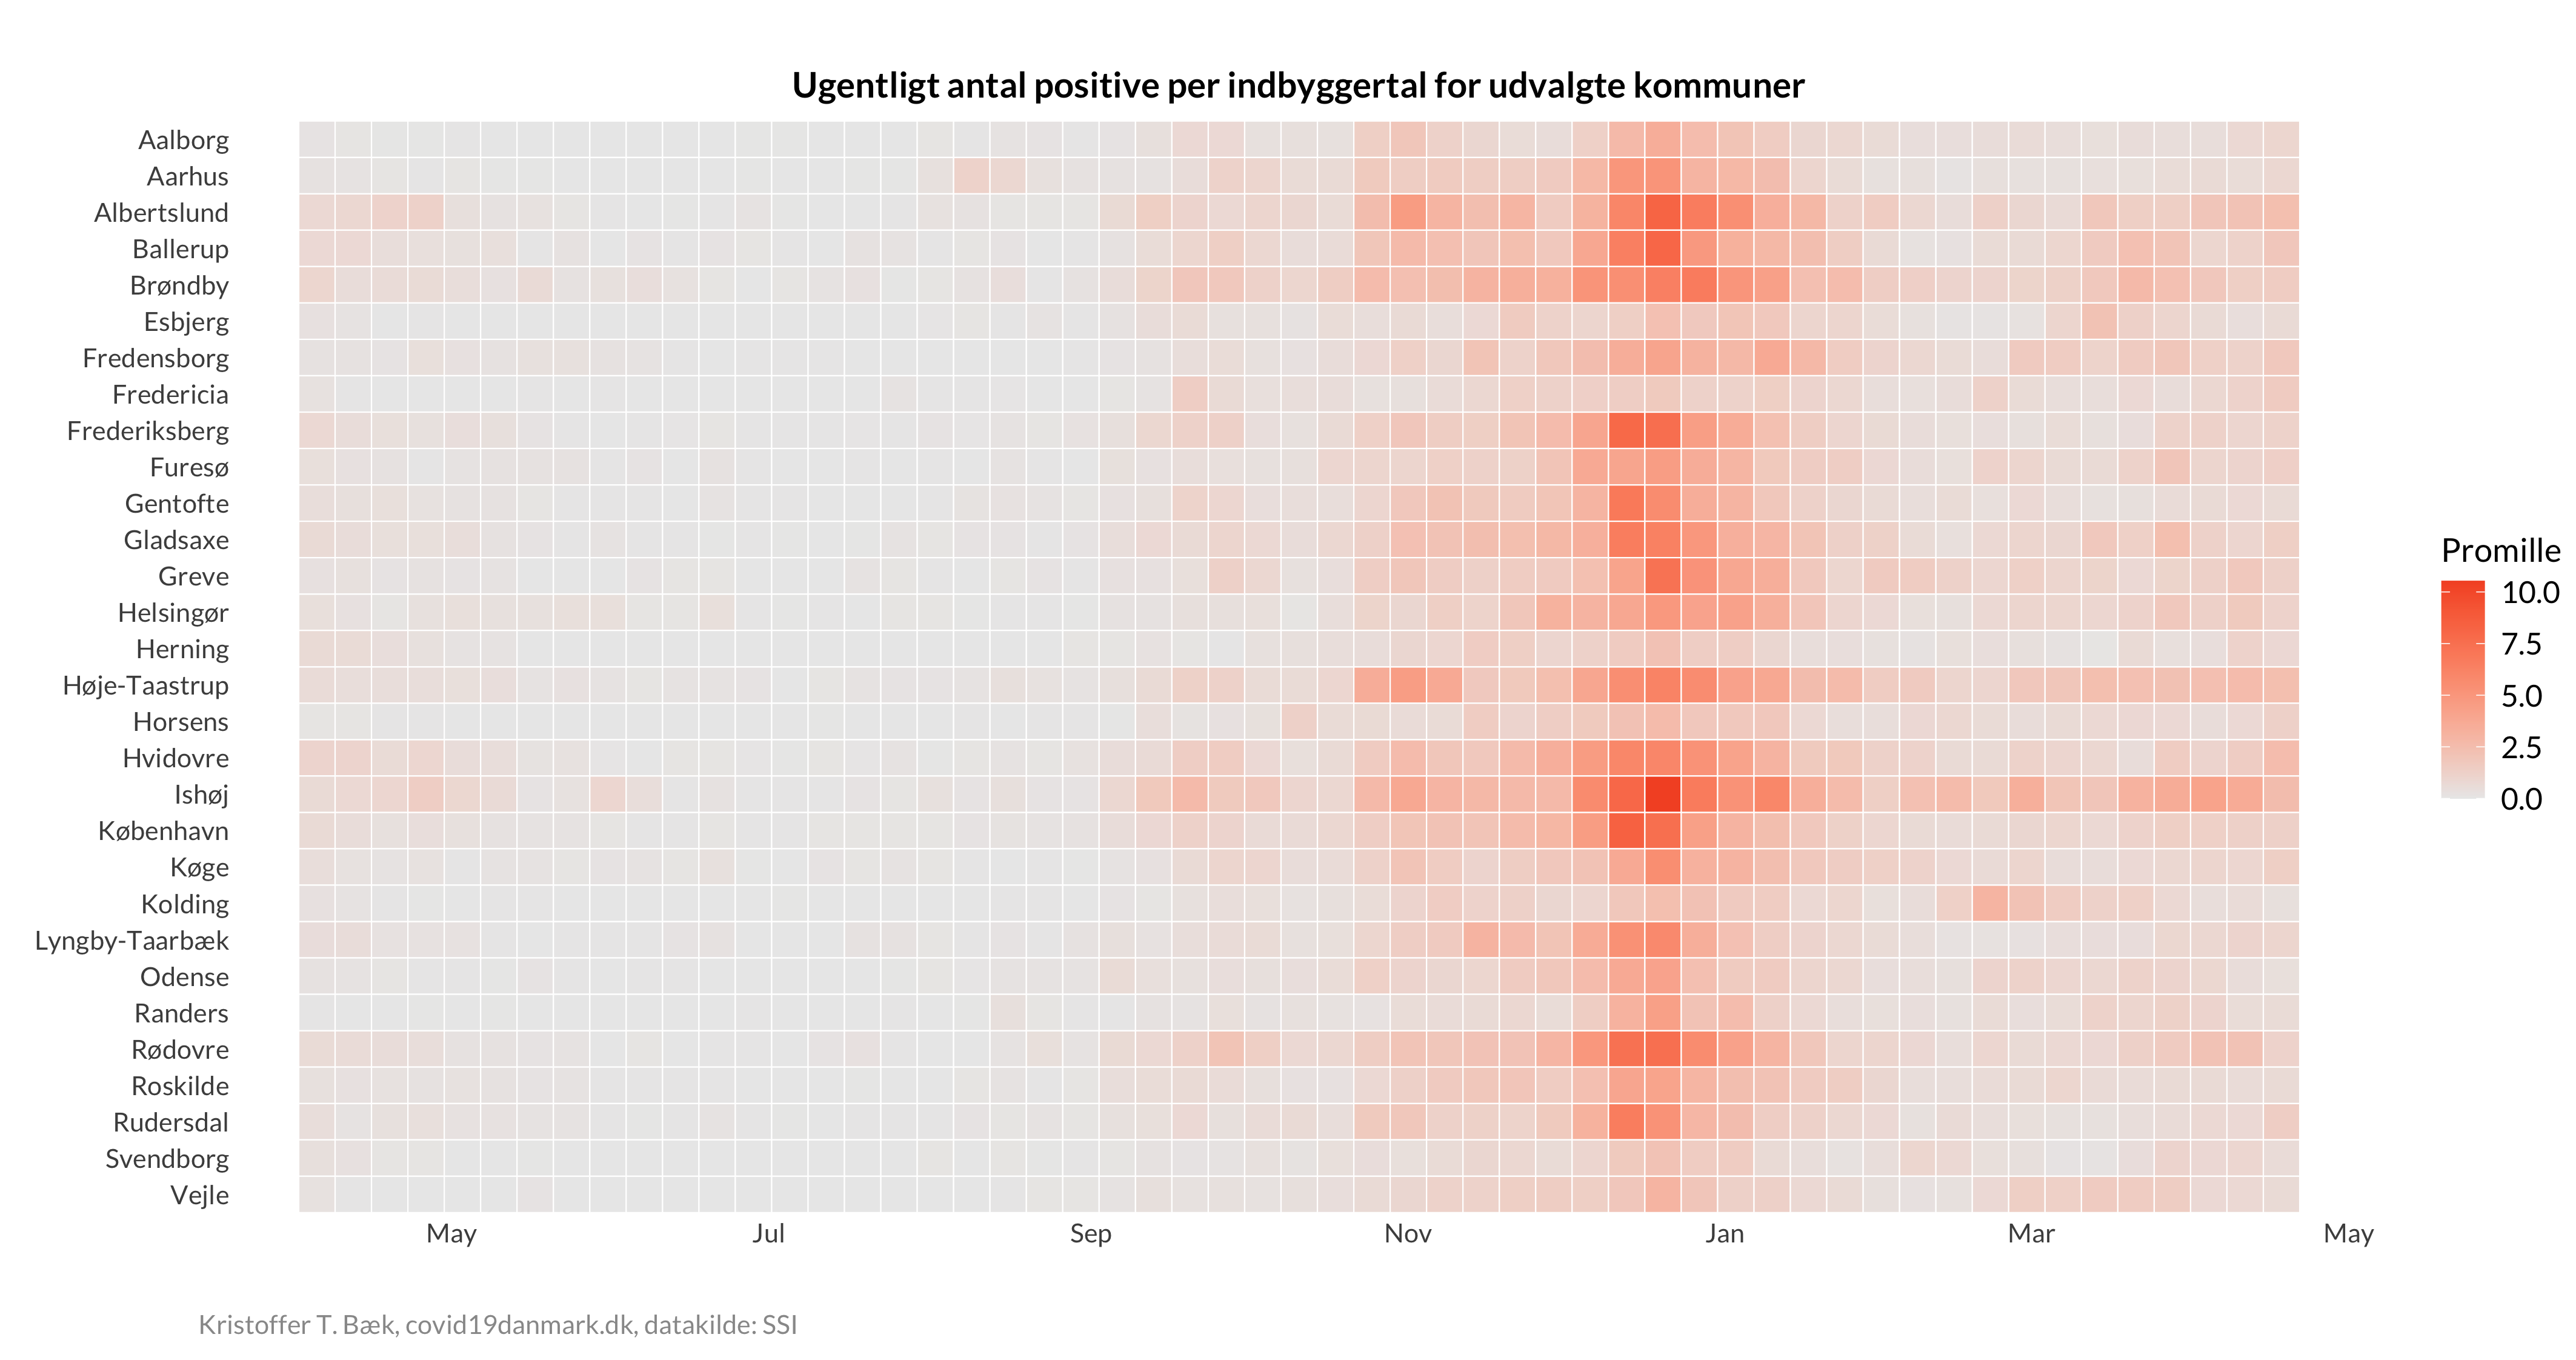 Ugentligt antal positive per indbyggertal for udvalgte kommuner
Aalborg
Aarhus
Albertslund
Ballerup
Brøndby
Esbjerg
Fredensborg
Fredericia
Frederiksberg
Furesø
Gentofte
Gladsaxe
Greve
Helsingør
Herning
Høje-Taastrup
Horsens
Hvidovre
Ishøj
København
Køge
Kolding
Lyngby-Taarbæk
Odense
Randers
Rødovre
Roskilde
Rudersdal
Svendborg
Vejle
May Jul Sep Nov Jan Mar May
Promille
10.0
7.5
5.0
2.5
0.0
Kristoffer T. Bæk, covid19danmark.dk, datakilde: SSI